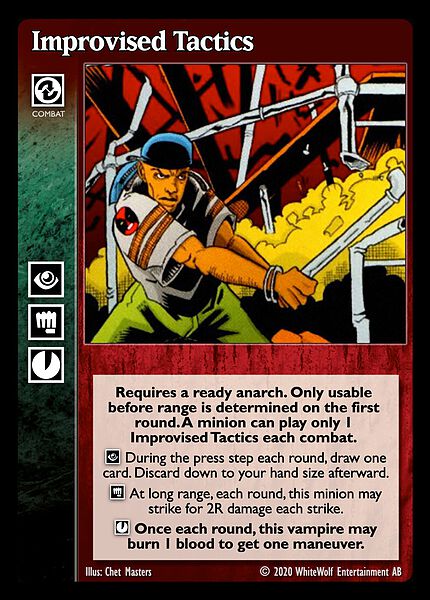 Improvised Tactics
COMBAT
Requires a ready anarch. Only usable
before range is determined on the first
round. A minion can play only 1
Improvised Tactics each combat.
During the press step each round, draw one
card. Discard down to your hand size afterward.
At long range, each round, this minion may
strike for 2R damage each strike.
Once each round, this vampire may
burn 1 blood to get one maneuver.
Illus: Chet Masters © 2020 WhiteWolf Entertainment AB